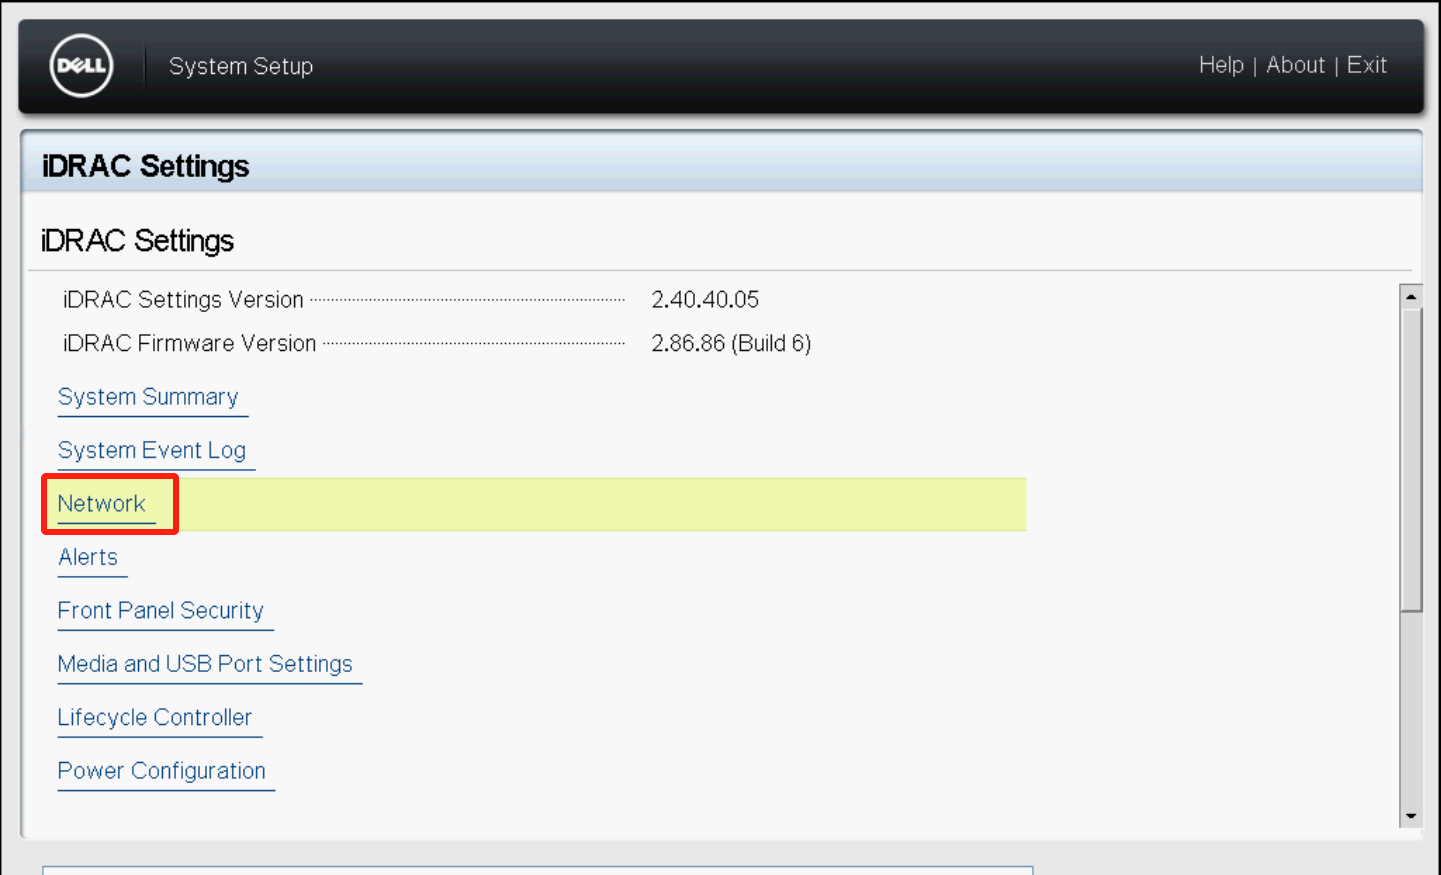 DELL System Setup Help | About | Exit
iDRAC Settings
iDRAC Settings
iDRAC Settings Version 2.40.40.05
iDRAC Firmware Version 2.86.86 (Build 6)
System Summary
System Event Log
Network
Alerts
Front Panel Security
Media and USB Port Settings
Lifecycle Controller
Power Configuration